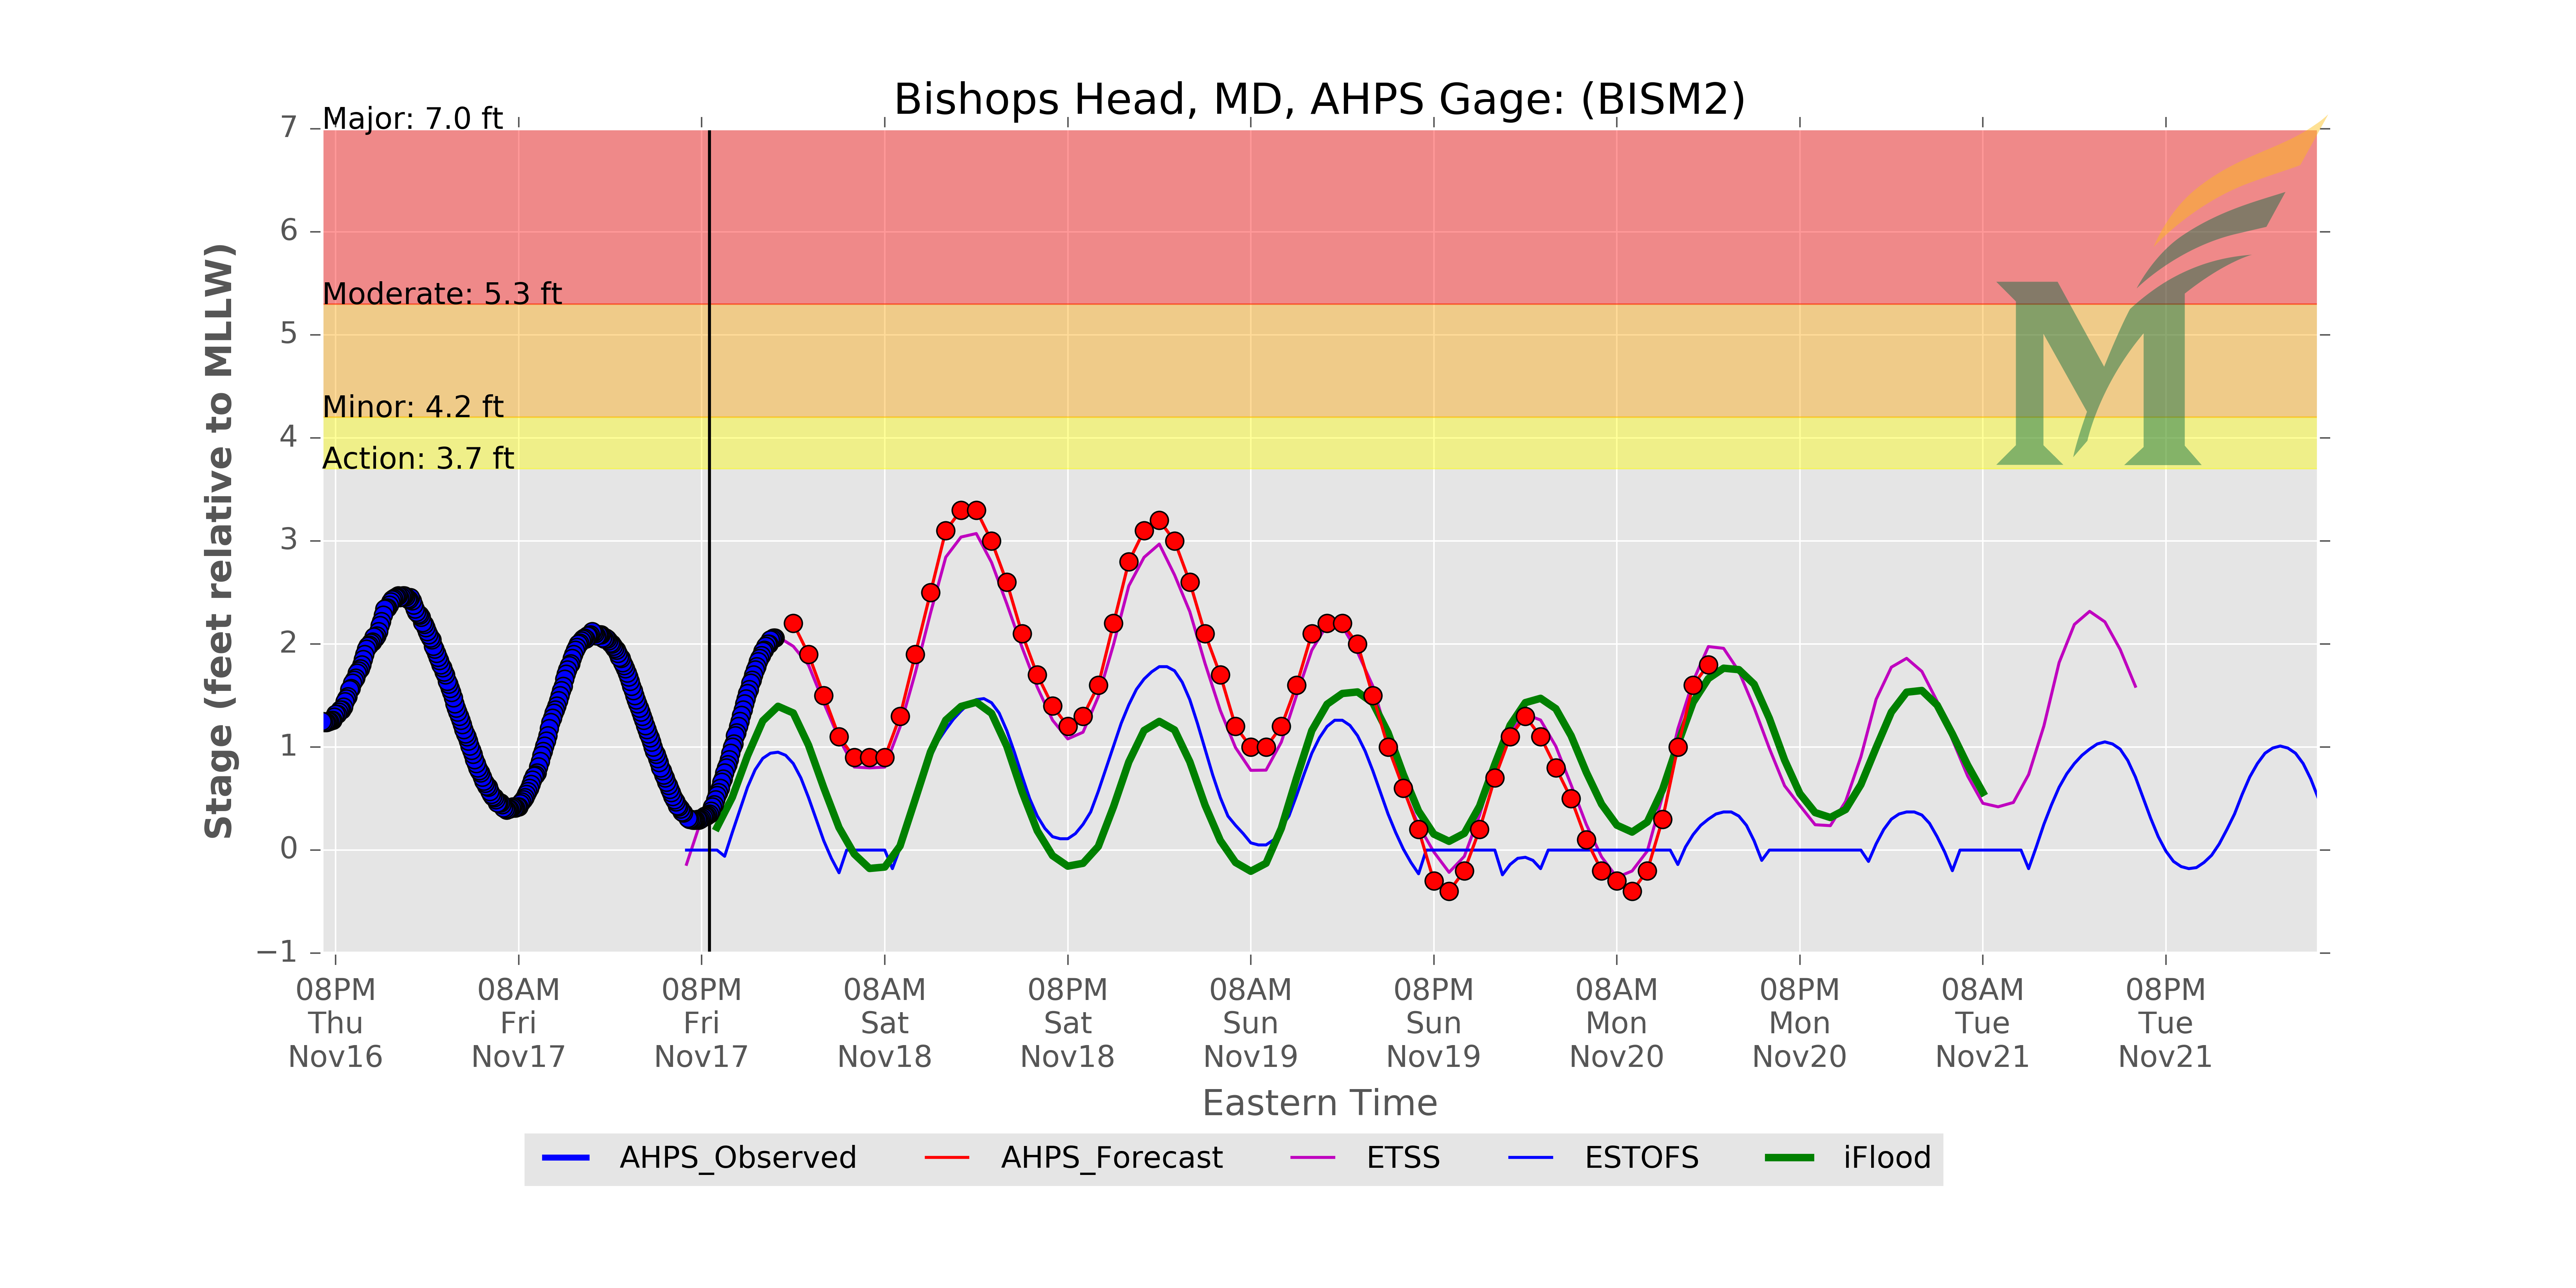 Bishops Head, MD, AHPS Gage: (BISM2)
Major: 7.0 ft
Moderate: 5.3 ft
Minor: 4.2 ft
Action: 3.7 ft
Stage (feet relative to MLLW)
7
6
5
4
3
2
1
0
−1
08PM Thu Nov16
08AM Fri Nov17
08PM Fri Nov17
08AM Sat Nov18
08PM Sat Nov18
08AM Sun Nov19
08PM Sun Nov19
08AM Mon Nov20
08PM Mon Nov20
08AM Tue Nov21
08PM Tue Nov21
Eastern Time
AHPS_Observed AHPS_Forecast ETSS ESTOFS iFlood
M